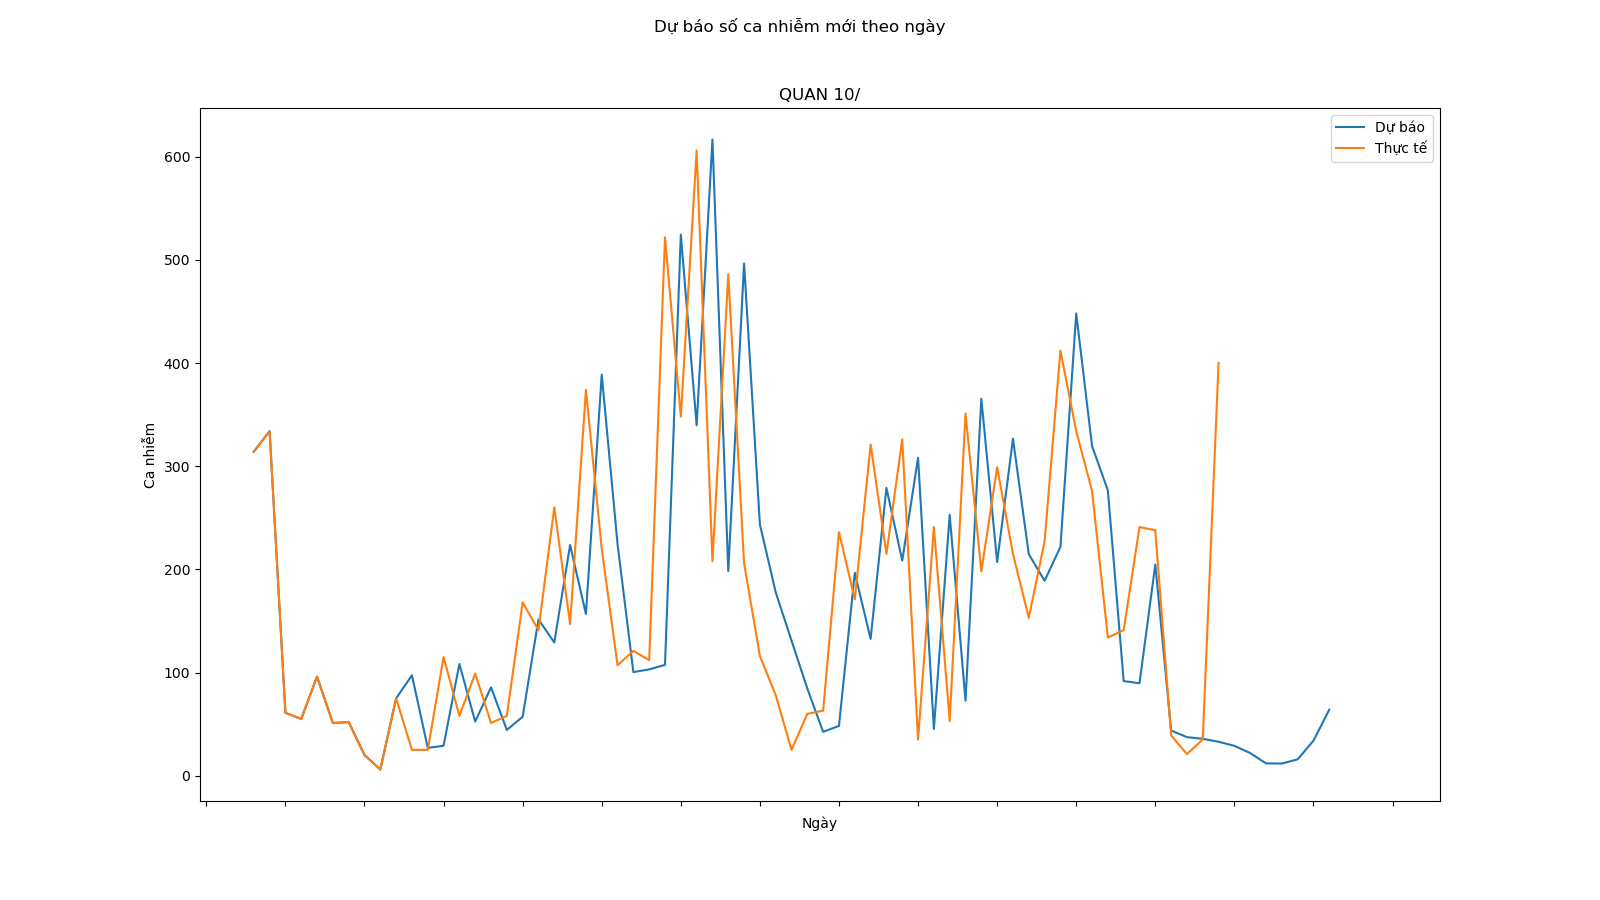 Dự báo số ca nhiễm mới theo ngày
QUAN 10/
Dự báo
Thực tế
600
500
400
300
200
100
0
Ca nhiễm
Ngày